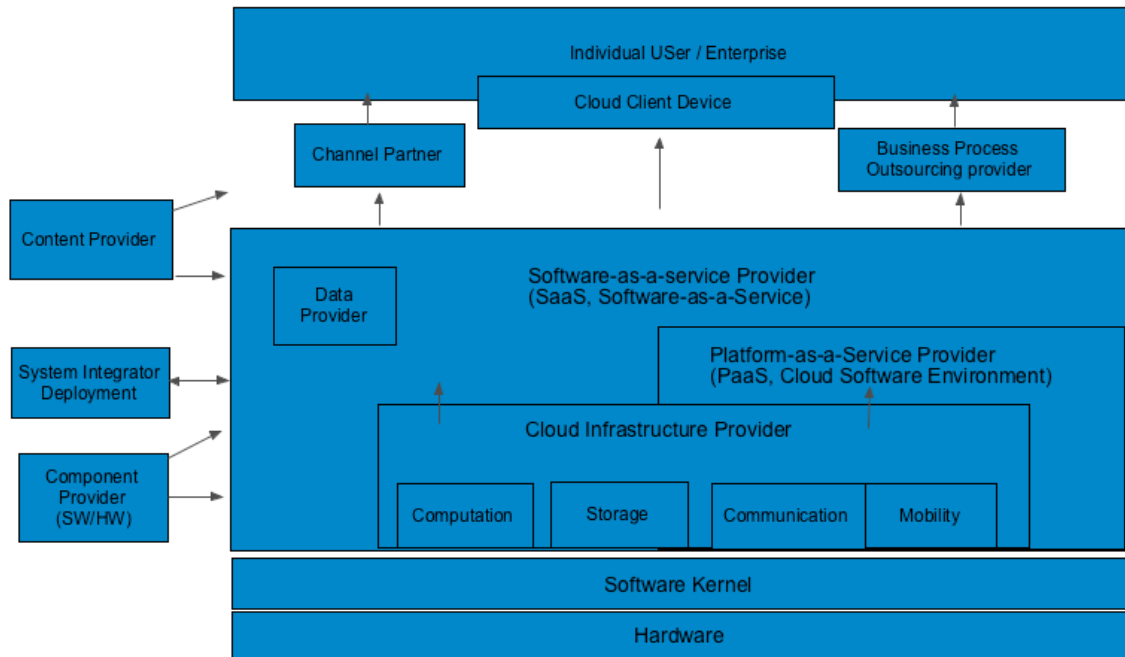 Individual USer / Enterprise
Cloud Client Device
Channel Partner
Business Process
Outsourcing provider
Content Provider
Software-as-a-service Provider
(SaaS, Software-as-a-Service)
Data
Provider
Platform-as-a-Service Provider
(PaaS, Cloud Software Environment)
System Integrator
Deployment
Cloud Infrastructure Provider
Component
Provider
(SW/HW)
Computation
Storage
Communication
Mobility
Software Kernel
Hardware